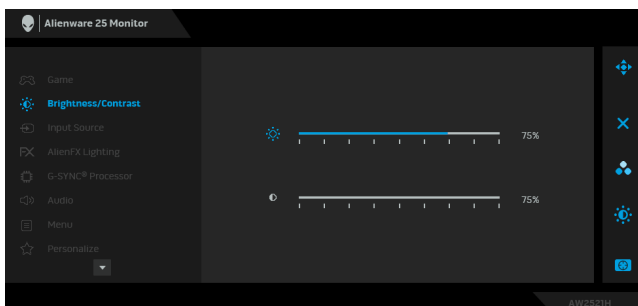 Alienware 25 Monitor
Game
Brightness/Contrast
Input Source
AlienFX Lighting
G-SYNC® Processor
Audio
Menu
Personalize
75%
75%
AW2521H